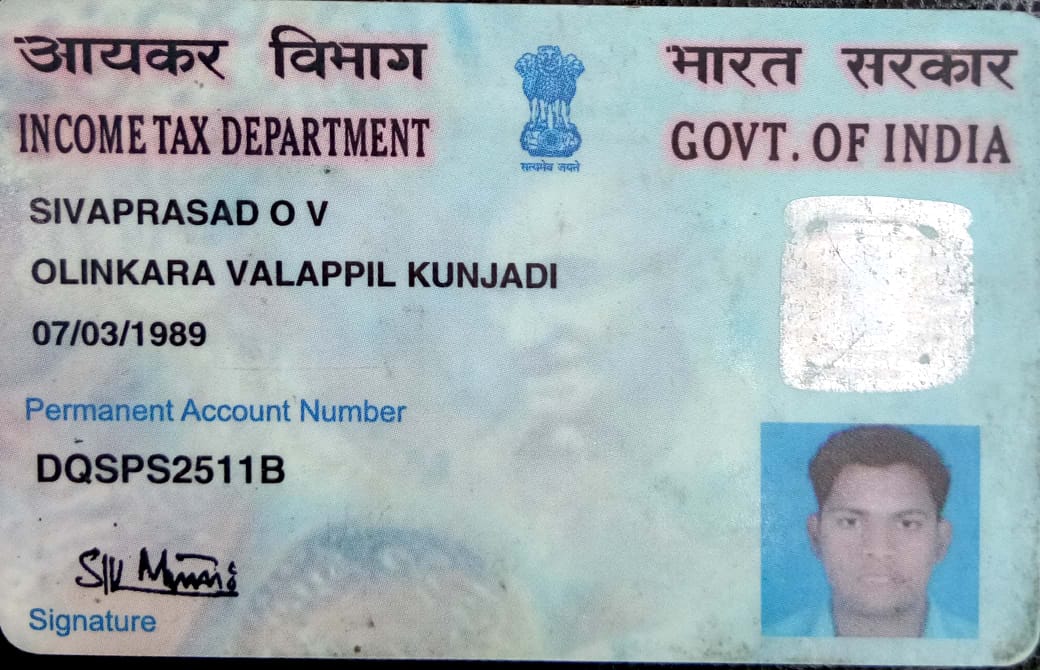 आयकर विभाग
INCOME TAX DEPARTMENT
भारत सरकार
GOVT. OF INDIA
सत्यमेव जयते
SIVAPRASAD O V
OLINKARA VALAPPIL KUNJADI
07/03/1989
Permanent Account Number
DQSPS2511B
Signature